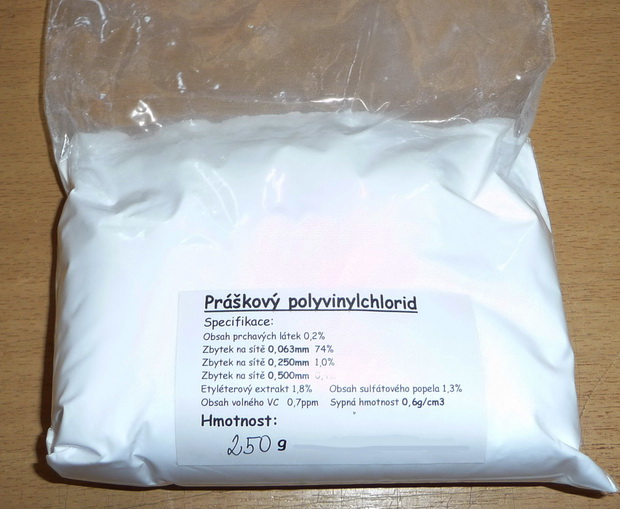 Práškový polyvinylchlorid
Specifikace:
Obsah prchavých látek 0,2%
Zbytek na sítě 0,063mm 74%
Zbytek na sítě 0,250mm 1,0%
Zbytek na sítě 0,500mm
Etyléterový extrakt 1,8% Obsah sulfátového popela 1,3%
Obsah volného VC 0,7ppm Sypná hmotnost 0,6g/cm3
Hmotnost:
250 g